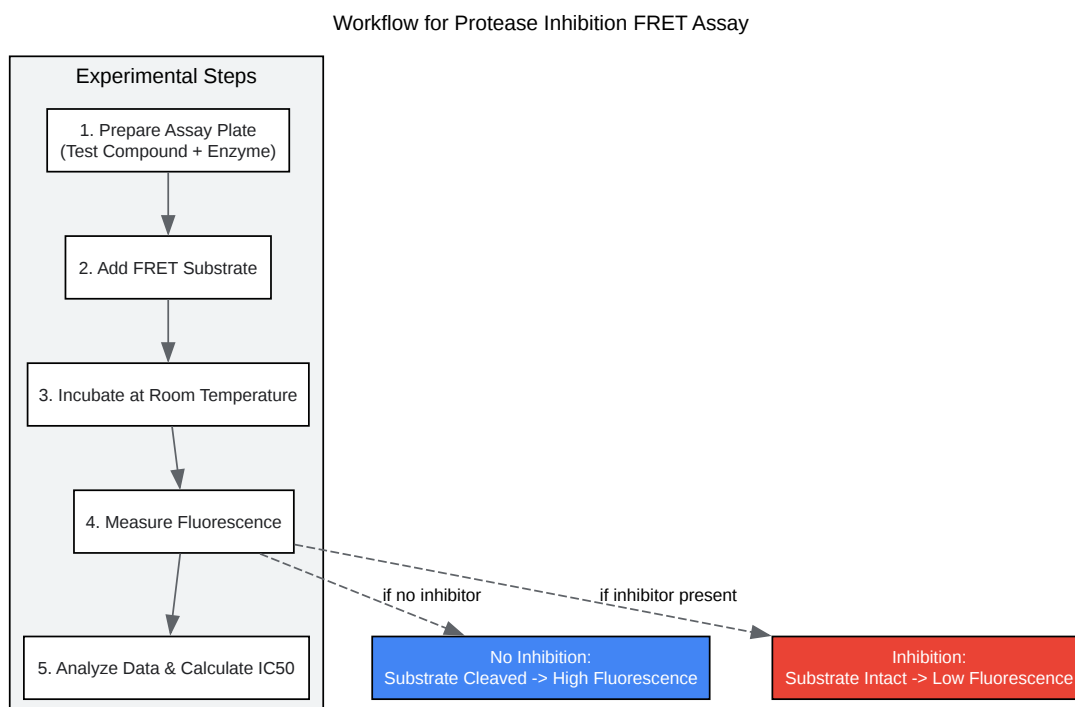 Workflow for Protease Inhibition FRET Assay
Experimental Steps
1. Prepare Assay Plate
(Test Compound + Enzyme)
2. Add FRET Substrate
3. Incubate at Room Temperature
4. Measure Fluorescence
if no inhibitor
if inhibitor present
5. Analyze Data & Calculate IC50
No Inhibition:
Substrate Cleaved -> High Fluorescence
Inhibition:
Substrate Intact -> Low Fluorescence